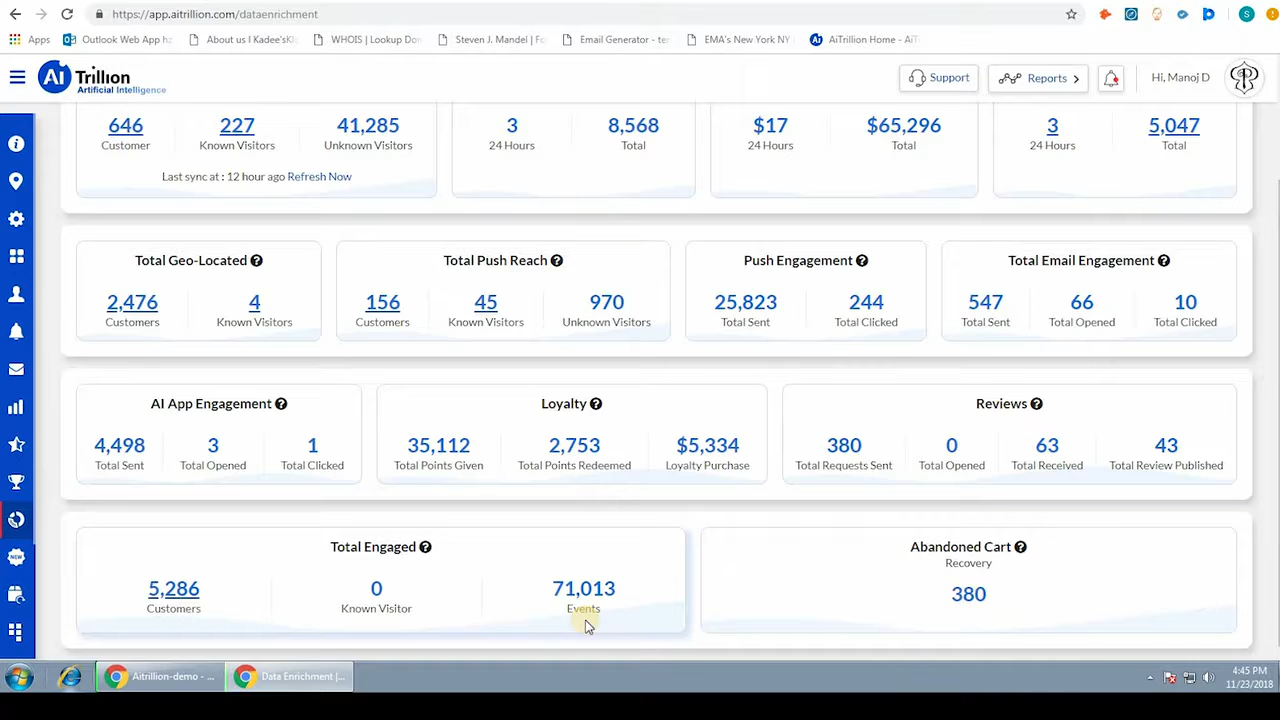 https://app.aitrillion.com/dataenrichment
Apps
Outlook Web App hz
About us l Kadee'sKl
WHOIS | Lookup Do
Steven J. Mandel | Fo
Email Generator - ter
EMA's New York NY
AiTrillion Home - AiT
Ai
Trillion
Artificial Intelligence
Support
Reports
Hi, Manoj D
646
227
41,285
Customer
Known Visitors
Unknown Visitors
Last sync at : 12 hour ago Refresh Now
3
8,568
24 Hours
Total
$17
$65,296
24 Hours
Total
3
5,047
24 Hours
Total
Total Geo-Located
2,476
4
Customers
Known Visitors
Total Push Reach
156
45
970
Customers
Known Visitors
Unknown Visitors
Push Engagement
25,823
244
Total Sent
Total Clicked
Total Email Engagement
547
66
10
Total Sent
Total Opened
Total Clicked
AI App Engagement
4,498
3
1
Total Sent
Total Opened
Total Clicked
Loyalty
35,112
2,753
$5,334
Total Points Given
Total Points Redeemed
Loyalty Purchase
Reviews
380
0
63
43
Total Requests Sent
Total Opened
Total Received
Total Review Published
Total Engaged
5,286
0
71,013
Customers
Known Visitor
Events
Abandoned Cart
Recovery
380
NEW
Aitrillion-demo - ...
Data Enrichment |...
4:45 PM
11/23/2018